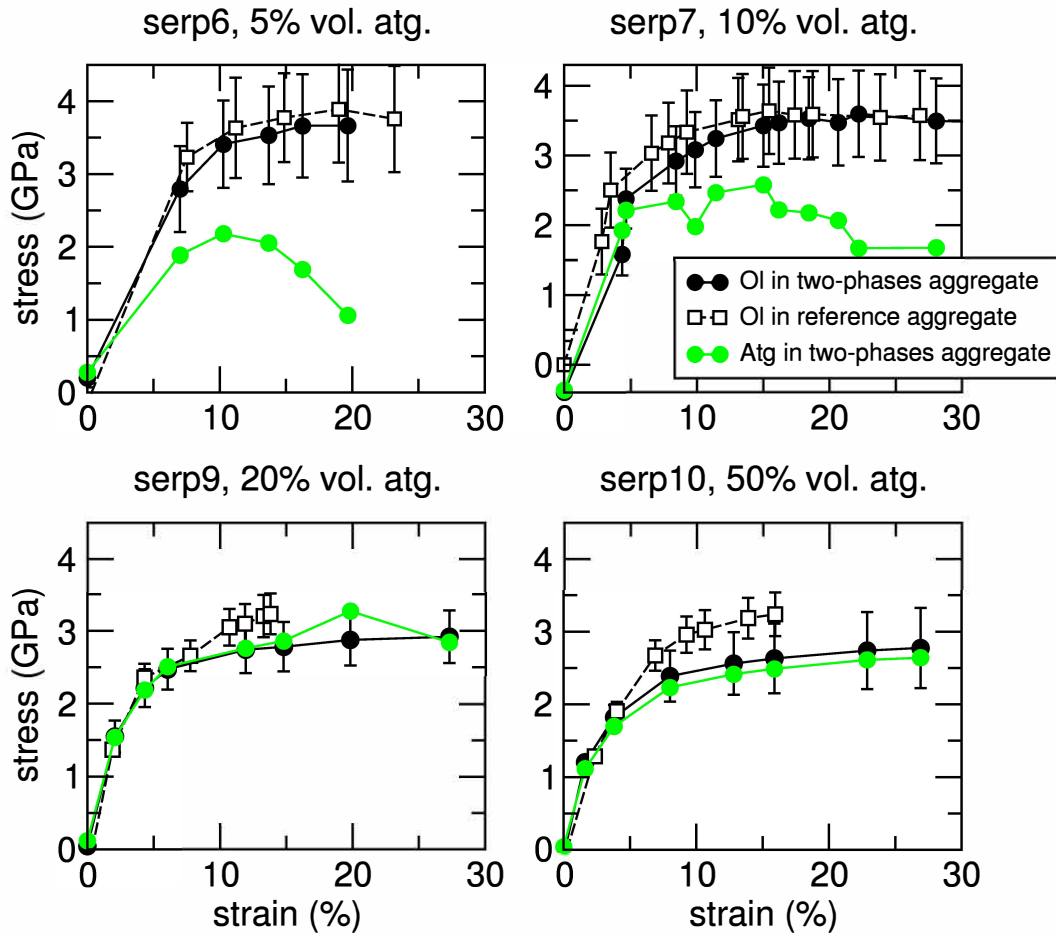 serp6, 5% vol. atg.
serp7, 10% vol. atg.
4
3
2
1
0
stress (GPa)
0 10 20 30
4
3
2
1
0
0 10 20 30
Ol in two-phases aggregate
Ol in reference aggregate
Atg in two-phases aggregate
serp9, 20% vol. atg.
serp10, 50% vol. atg.
4
3
2
1
0
stress (GPa)
0 10 20 30
strain (%)
4
3
2
1
0
0 10 20 30
strain (%)